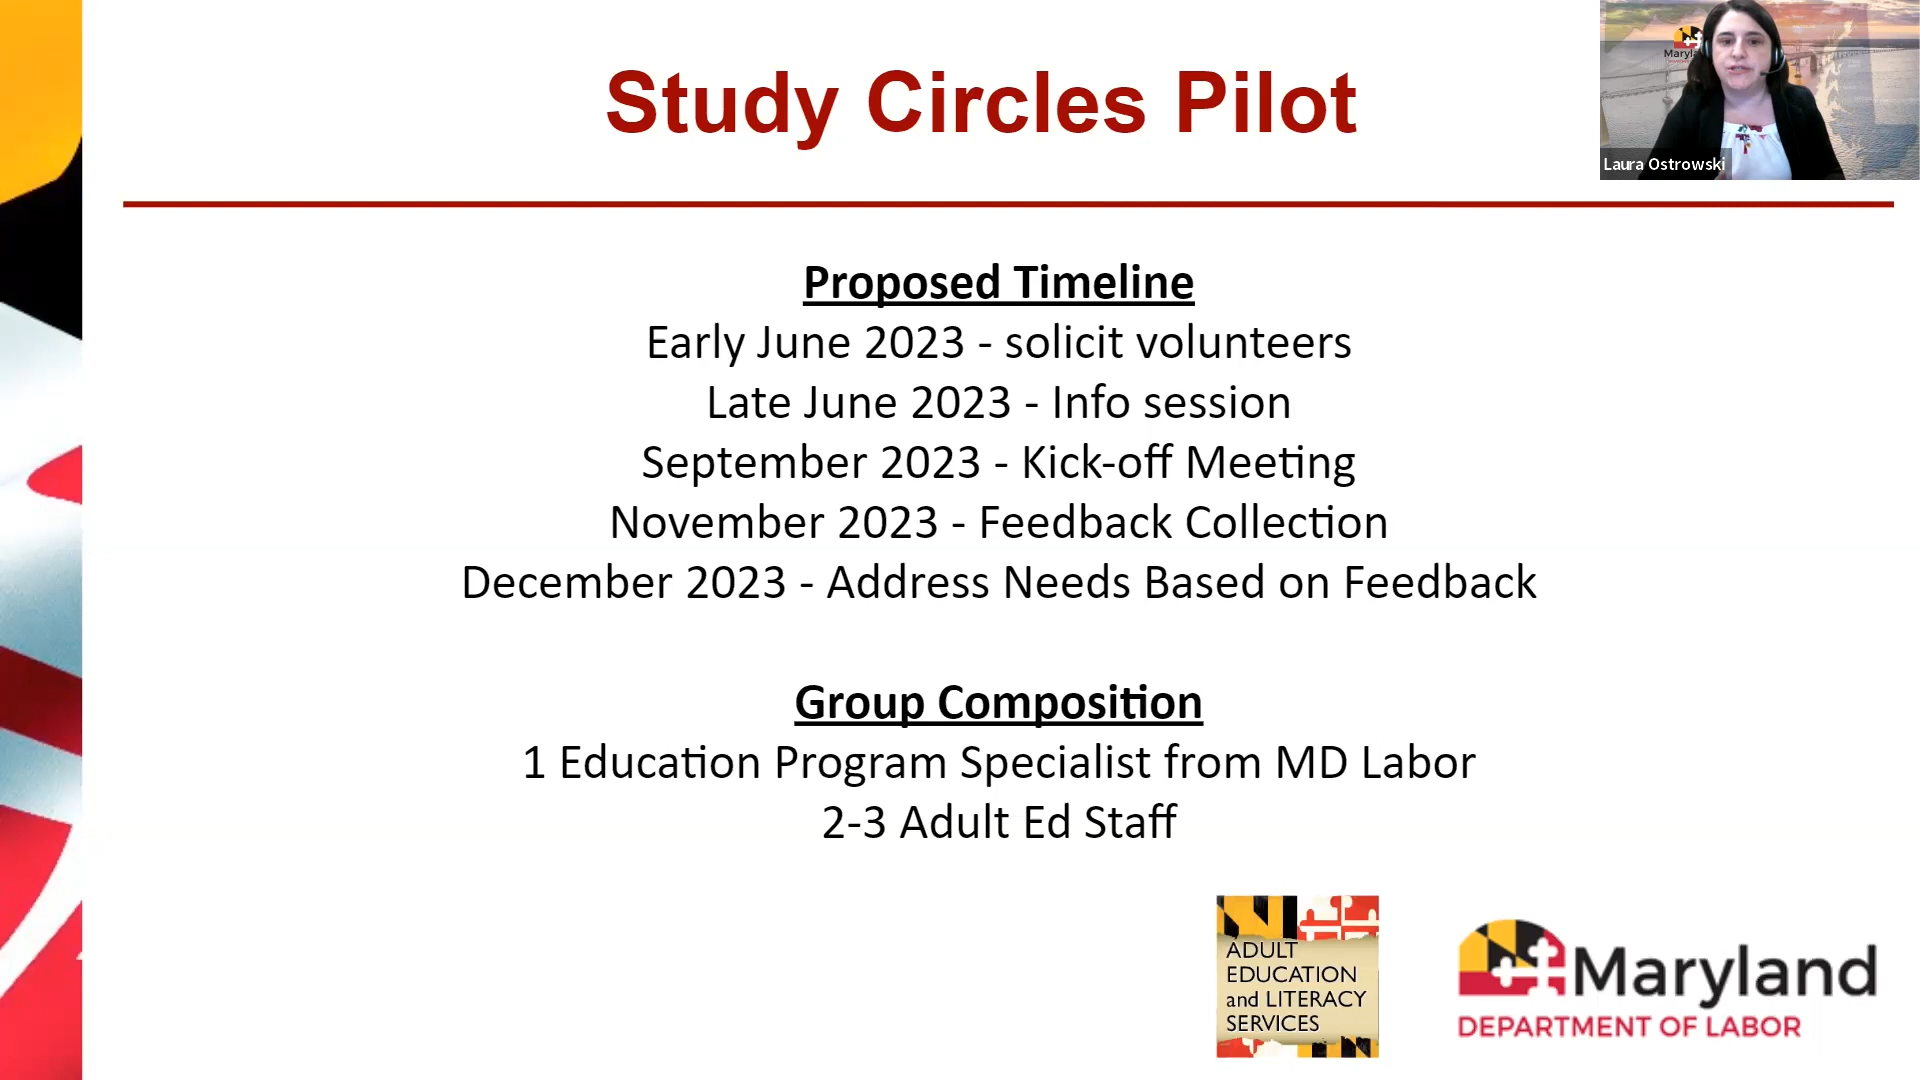 Study Circles Pilot
Maryl
Laura Ostrowski
Proposed Timeline
Early June 2023 - solicit volunteers
Late June 2023 - Info session
September 2023 - Kick-off Meeting
November 2023 - Feedback Collection
December 2023 - Address Needs Based on Feedback
Group Composition
1 Education Program Specialist from MD Labor
2-3 Adult Ed Staff
ADULT
EDUCATION
and LITERACY
SERVICES
Maryland
DEPARTMENT OF LABOR